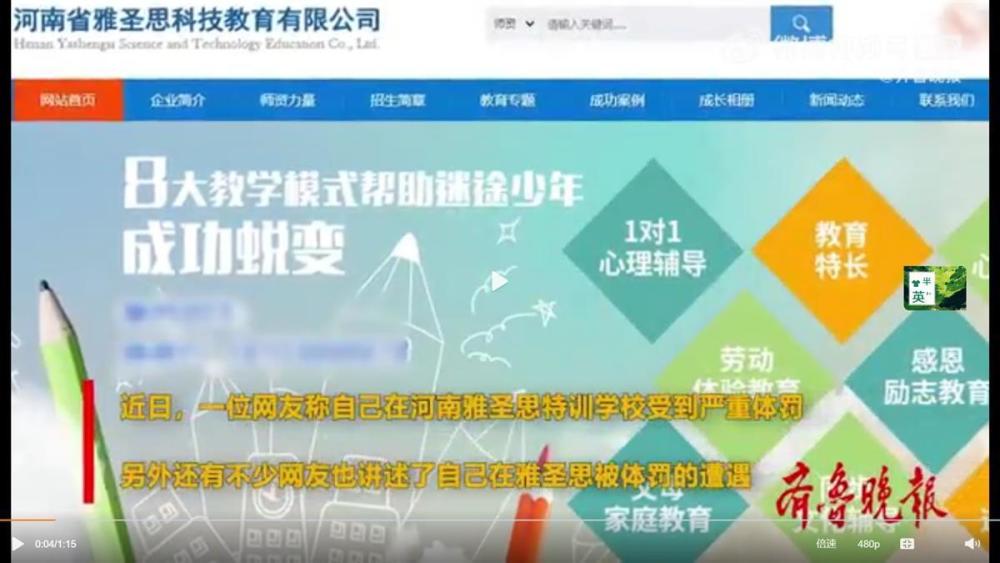 河南省雅圣思科技教育有限公司
Henan Yashengsi Science and Technology Education Co., Ltd.
师资 请输入关键词......
网站首页 企业简介 师资力量 招生简章 教育专题 成功案例 成长相册 新闻动态 联系我们
8大教学模式帮助迷途少年
成功蜕变
1对1
心理辅导
教育
特长
心
半
英
劳动
体验教育
感恩
励志教育
近日，一位网友称自己在河南雅圣思特训学校受到严重体罚
另外还有不少网友也讲述了自己在雅圣思被体罚的遭遇
父母
家庭教育
齐鲁晚报
0:04/1:15
倍速 480p